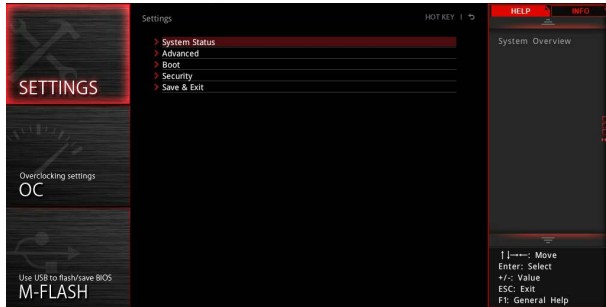 Settings
HOT KEY
HELP
INFO
System Overview
> System Status
> Advanced
> Boot
> Security
> Save & Exit
SETTINGS
Overclocking settings
OC
Use USB to flash/save BIOS
M-FLASH
↑↓→←: Move
Enter: Select
+/-: Value
ESC: Exit
F1: General Help